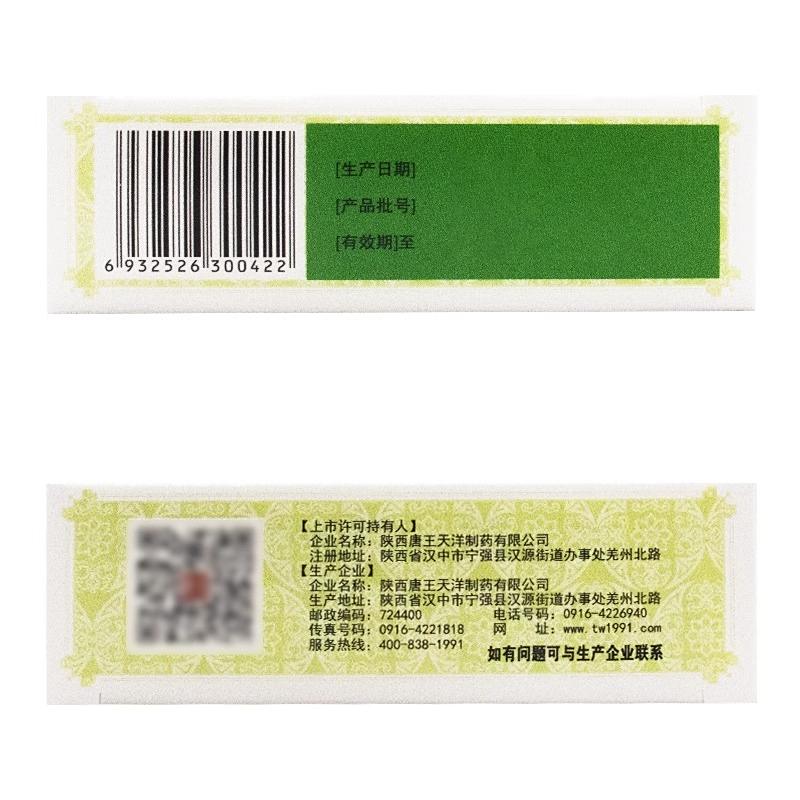 [生产日期]
[产品批号]
[有效期]至
6 932526 300422
【上市许可持有人】
企业名称：陕西唐王天洋制药有限公司
注册地址：陕西省汉中市宁强县汉源街道办事处羌州北路
【生产企业】
企业名称：陕西唐王天洋制药有限公司
生产地址：陕西省汉中市宁强县汉源街道办事处羌州北路
邮政编码：724400 电话号码：0916-4226940
传真号码：0916-4221818 网 址：www.tw1991.com
服务热线：400-838-1991 如有问题可与生产企业联系